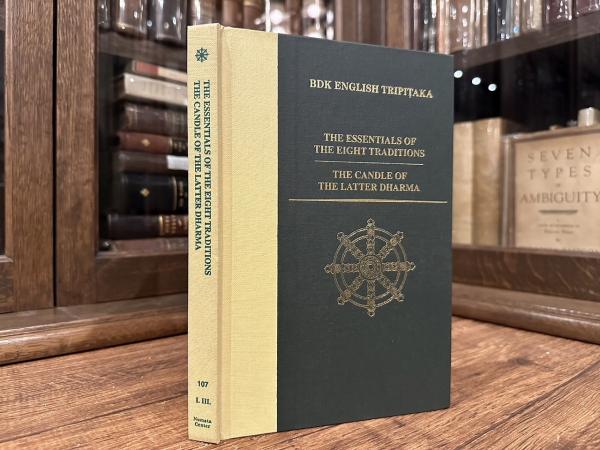 THE ESSENTIALS OF THE EIGHT TRADITIONS
THE CANDLE OF THE LATTER DHARMA
107
I. III.
Numata
Center
BDK ENGLISH TRIPIṬAKA
THE ESSENTIALS OF
THE EIGHT TRADITIONS
THE CANDLE OF
THE LATTER DHARMA
SEVEN
TYPES OF
AMBIGUITY